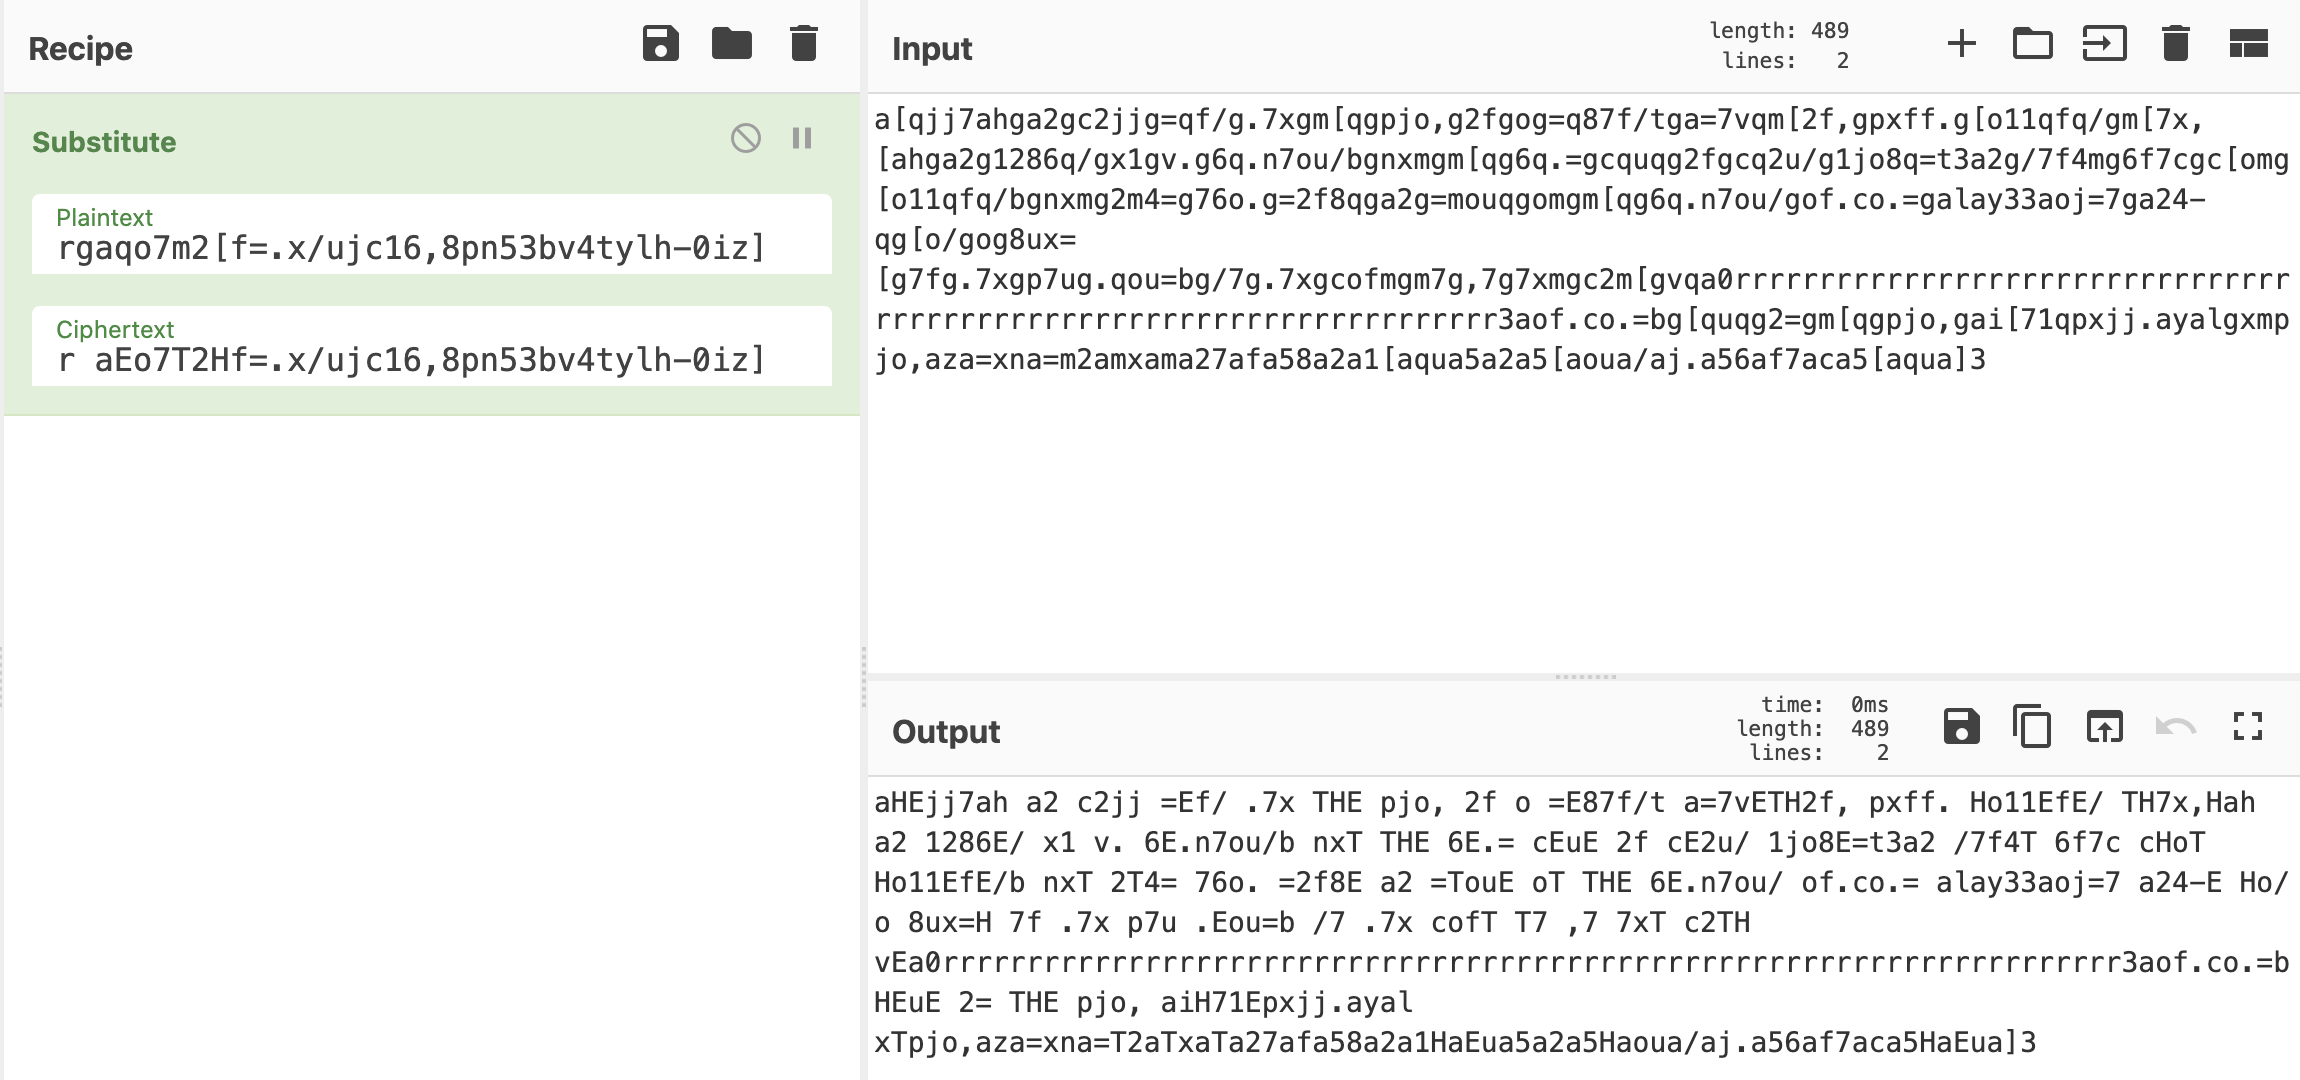 Recipe
Substitute
Plaintext
rgaqo7m2[f=.x/ujc16,8pn53bv4tylh-0iz]
Ciphertext
r aEo7T2Hf=.x/ujc16,8pn53bv4tylh-0iz]
Input
length: 489
lines: 2
a[qjj7ahga2gc2jjg=qf/g.7xgm[qgpjo,g2fgog=q87f/tga=7vqm[2f,gpxff.g[o11qfq/gm[7x,
[ahga2g1286q/gx1gv.g6q.n7ou/bgnxmgm[qg6q.=gcquqg2fgcq2u/g1jo8q=t3a2g/7f4mg6f7cgc[omg
[o11qfq/bgnxmg2m4=g76o.g=2f8qga2g=mouqgomgm[qg6q.n7ou/gof.co.=galay33aoj=7ga24-
qg[o/gog8ux=
[g7fg.7xgp7ug.qou=bg/7g.7xgcofmgm7g,7g7xmgc2m[gvqa0rrrrrrrrrrrrrrrrrrrrrrrrrrrrrrrrr
rrrrrrrrrrrrrrrrrrrrrrrrrrrrrrrrrrrrr3aof.co.=bg[quqg2=gm[qgpjo,gai[71qpxjj.ayalgxmp
jo,aza=xna=m2amxama27afa58a2a1[aqua5a2a5[aoua/aj.a56af7aca5[aqua]3
Output
time: 0ms
length: 489
lines: 2
aHEjj7ah a2 c2jj =Ef/ .7x THE pjo, 2f o =E87f/t a=7vETH2f, pxff. Ho11EfE/ TH7x,Hah
a2 1286E/ x1 v. 6E.n7ou/b nxT THE 6E.= cEuE 2f cE2u/ 1jo8E=t3a2 /7f4T 6f7c cHoT
Ho11EfE/b nxT 2T4= 76o. =2f8E a2 =TouE oT THE 6E.n7ou/ of.co.= alay33aoj=7 a24-E Ho/
o 8ux=H 7f .7x p7u .Eou=b /7 .7x cofT T7 ,7 7xT c2TH
vEa0rrrrrrrrrrrrrrrrrrrrrrrrrrrrrrrrrrrrrrrrrrrrrrrrrrrrrrrrrrrrrrrrrrrrrr3aof.co.=b
HEuE 2= THE pjo, aiH71Epxjj.ayal
xTpjo,aza=xna=T2aTxaTa27afa58a2a1HaEua5a2a5Haoua/aj.a56af7aca5HaEua]3